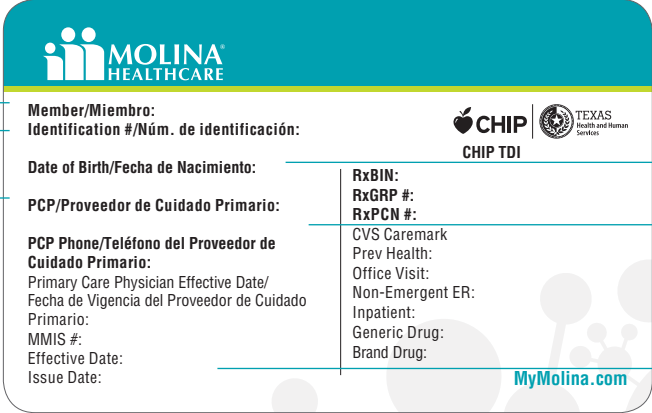 MOLINA®
HEALTHCARE
Member/Miembro:
Identification #/Núm. de identificación:
CHIP
TEXAS
Health and Human
Services
CHIP TDI
Date of Birth/Fecha de Nacimiento:
PCP/Proveedor de Cuidado Primario:
PCP Phone/Teléfono del Proveedor de
Cuidado Primario:
Primary Care Physician Effective Date/
Fecha de Vigencia del Proveedor de Cuidado
Primario:
MMIS #:
Effective Date:
Issue Date:
RxBIN:
RxGRP #:
RxPCN #:
CVS Caremark
Prev Health:
Office Visit:
Non-Emergent ER:
Inpatient:
Generic Drug:
Brand Drug:
MyMolina.com